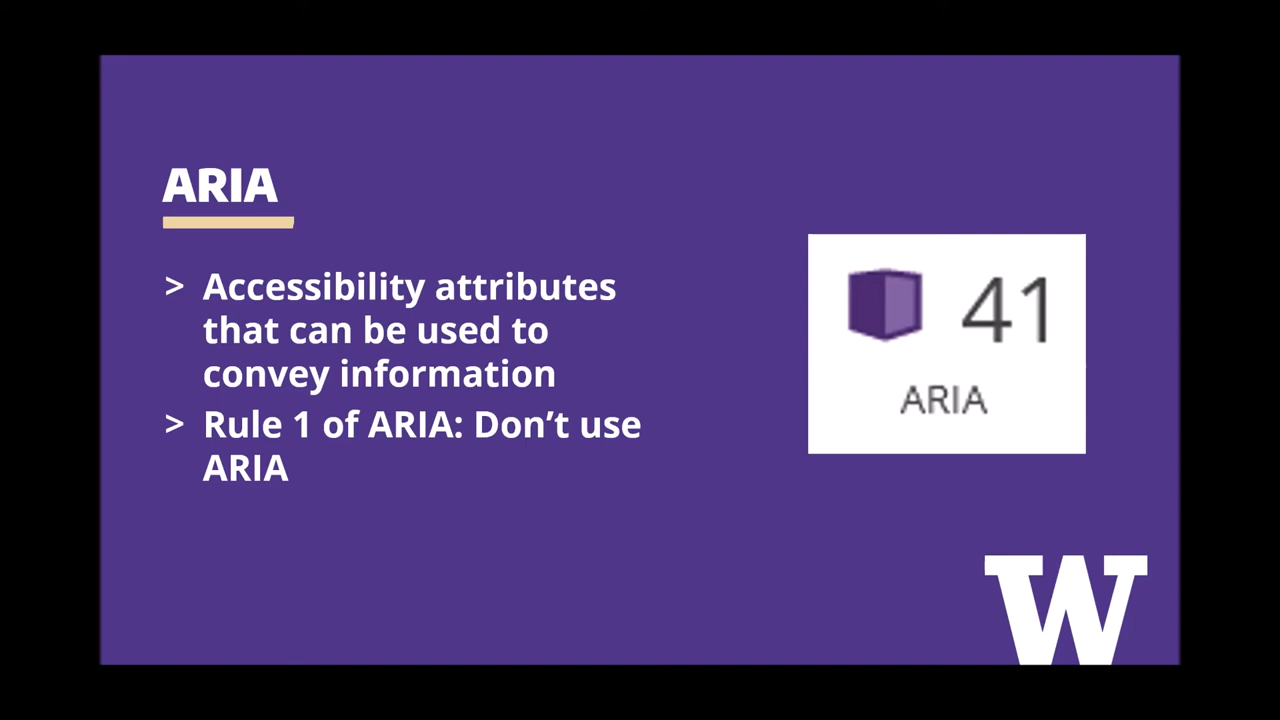 ARIA
> Accessibility attributes
that can be used to
convey information
> Rule 1 of ARIA: Don’t use
ARIA
41
ARIA
W